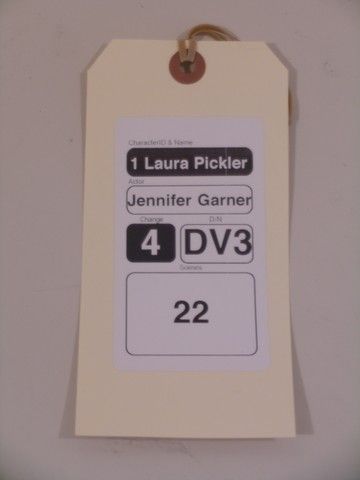 CharacterID & Name
1 Laura Pickler
Actor
Jennifer Garner
Change D/N
4 DV3
Scenes
22